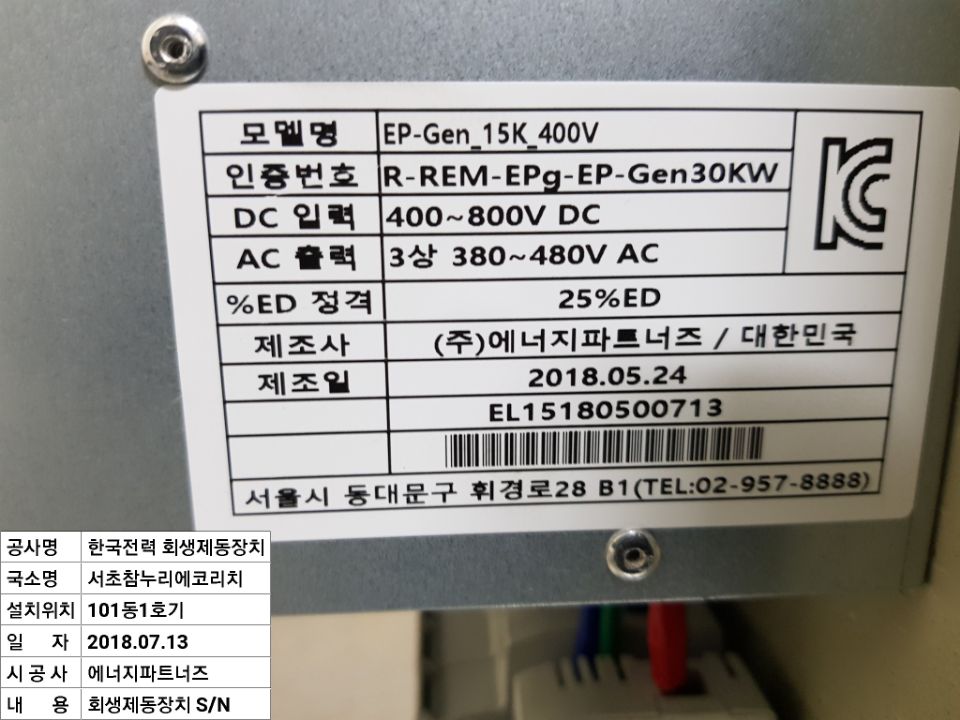 모델명 EP-Gen_15K_400V
인증번호 R-REM-EPg-EP-Gen30KW
DC 입력 400~800V DC
AC 출력 3상 380~480V AC
%ED 정격 25%ED
제조사 (주)에너지파트너즈 / 대한민국
제조일 2018.05.24
EL15180500713
서울시 동대문구 휘경로28 B1(TEL:02-957-8888)
공사명 한국전력 회생제동장치
국소명 서초참누리에코리치
설치위치 101동1호기
일 자 2018.07.13
시 공 사 에너지파트너즈
내 용 회생제동장치 S/N